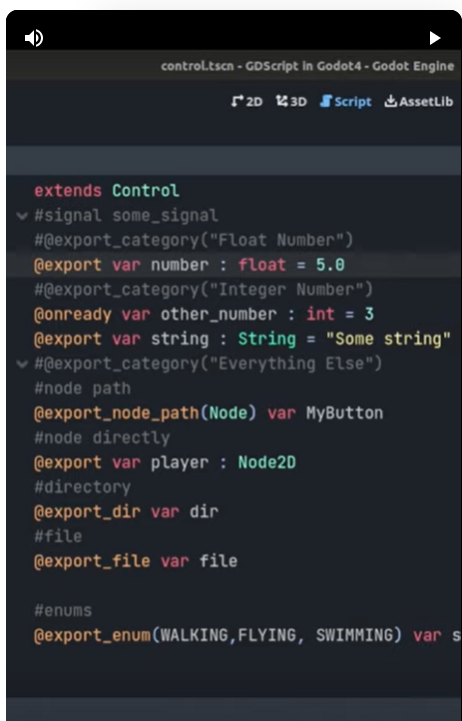 control.tscn - GDScript in Godot4 - Godot Engine
2D 3D Script AssetLib
extends Control
#signal some_signal
#@export_category("Float Number")
@export var number : float = 5.0
#@export_category("Integer Number")
@onready var other_number : int = 3
@export var string : String = "Some string"
#@export_category("Everything Else")
#node path
@export_node_path(Node) var MyButton
#node directly
@export var player : Node2D
#directory
@export_dir var dir
#file
@export_file var file
#enums
@export_enum(WALKING,FLYING, SWIMMING) var s